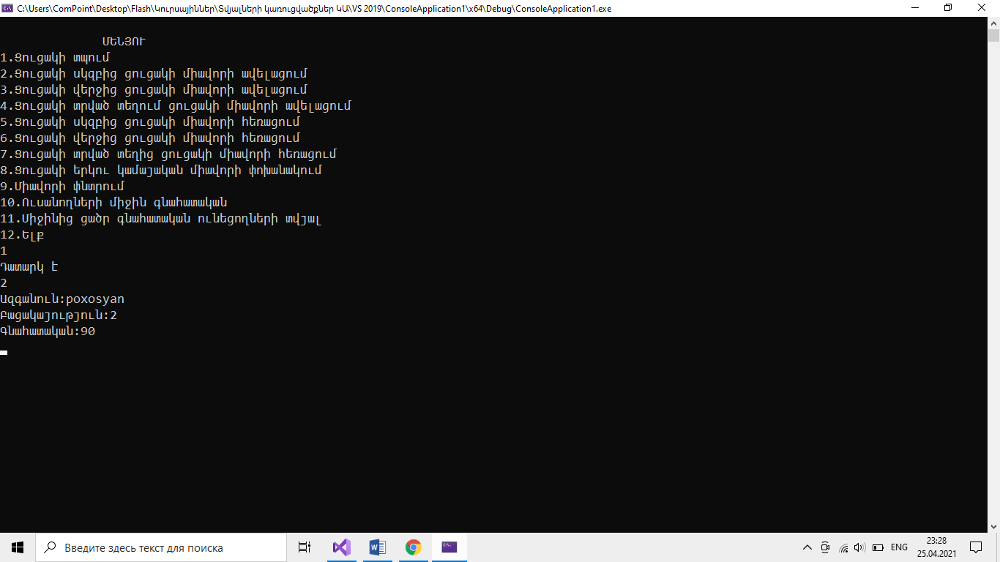 C:\Users\ComPoint\Desktop\Flash\Կուրսայիններ\Տվյալների կառուցվածքներ ԿԱ\VS 2019\ConsoleApplication1\x64\Debug\ConsoleApplication1.exe
ՄԵՆՅՈՒ
1.Ցուցակի տպում
2.Ցուցակի սկզբից ցուցակի միավորի ավելացում
3.Ցուցակի վերջից ցուցակի միավորի ավելացում
4.Ցուցակի տրված տեղում ցուցակի միավորի ավելացում
5.Ցուցակի սկզբից ցուցակի միավորի հեռացում
6.Ցուցակի վերջից ցուցակի միավորի հեռացում
7.Ցուցակի տրված տեղից ցուցակի միավորի հեռացում
8.Ցուցակի երկու կամայական միավորի փոխանակում
9.Միավորի փնտրում
10.Ուսանողների միջին գնահատական
11.Միջինից ցածր գնահատական ունեցողների տվյալ
12.Ելք
1
Դատարկ է
2
Ազգանուն:poxosyan
Բացակայություն:2
Գնահատական:90
Введите здесь текст для поиска
ENG
23:28
25.04.2021